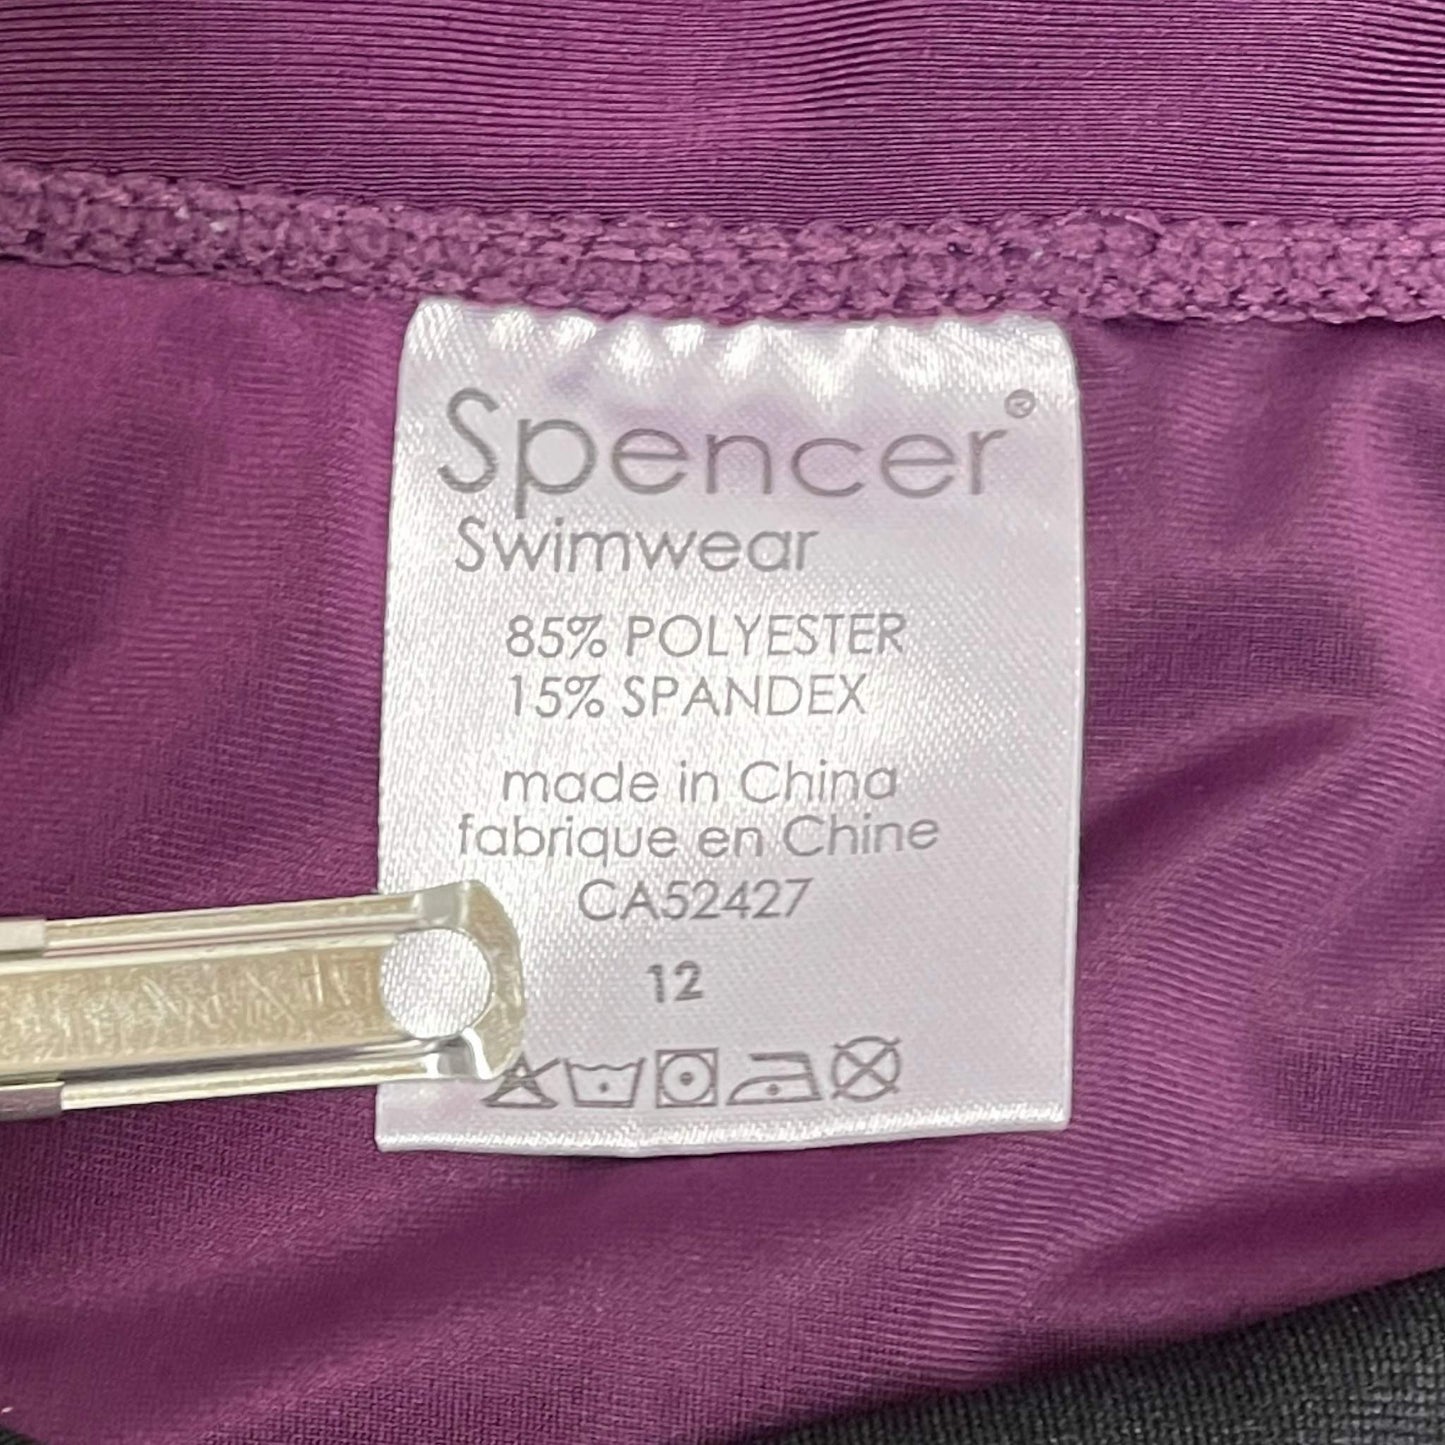 Spencer®
Swimwear
85% POLYESTER
15% SPANDEX
made in China
fabrique en Chine
CA52427
12